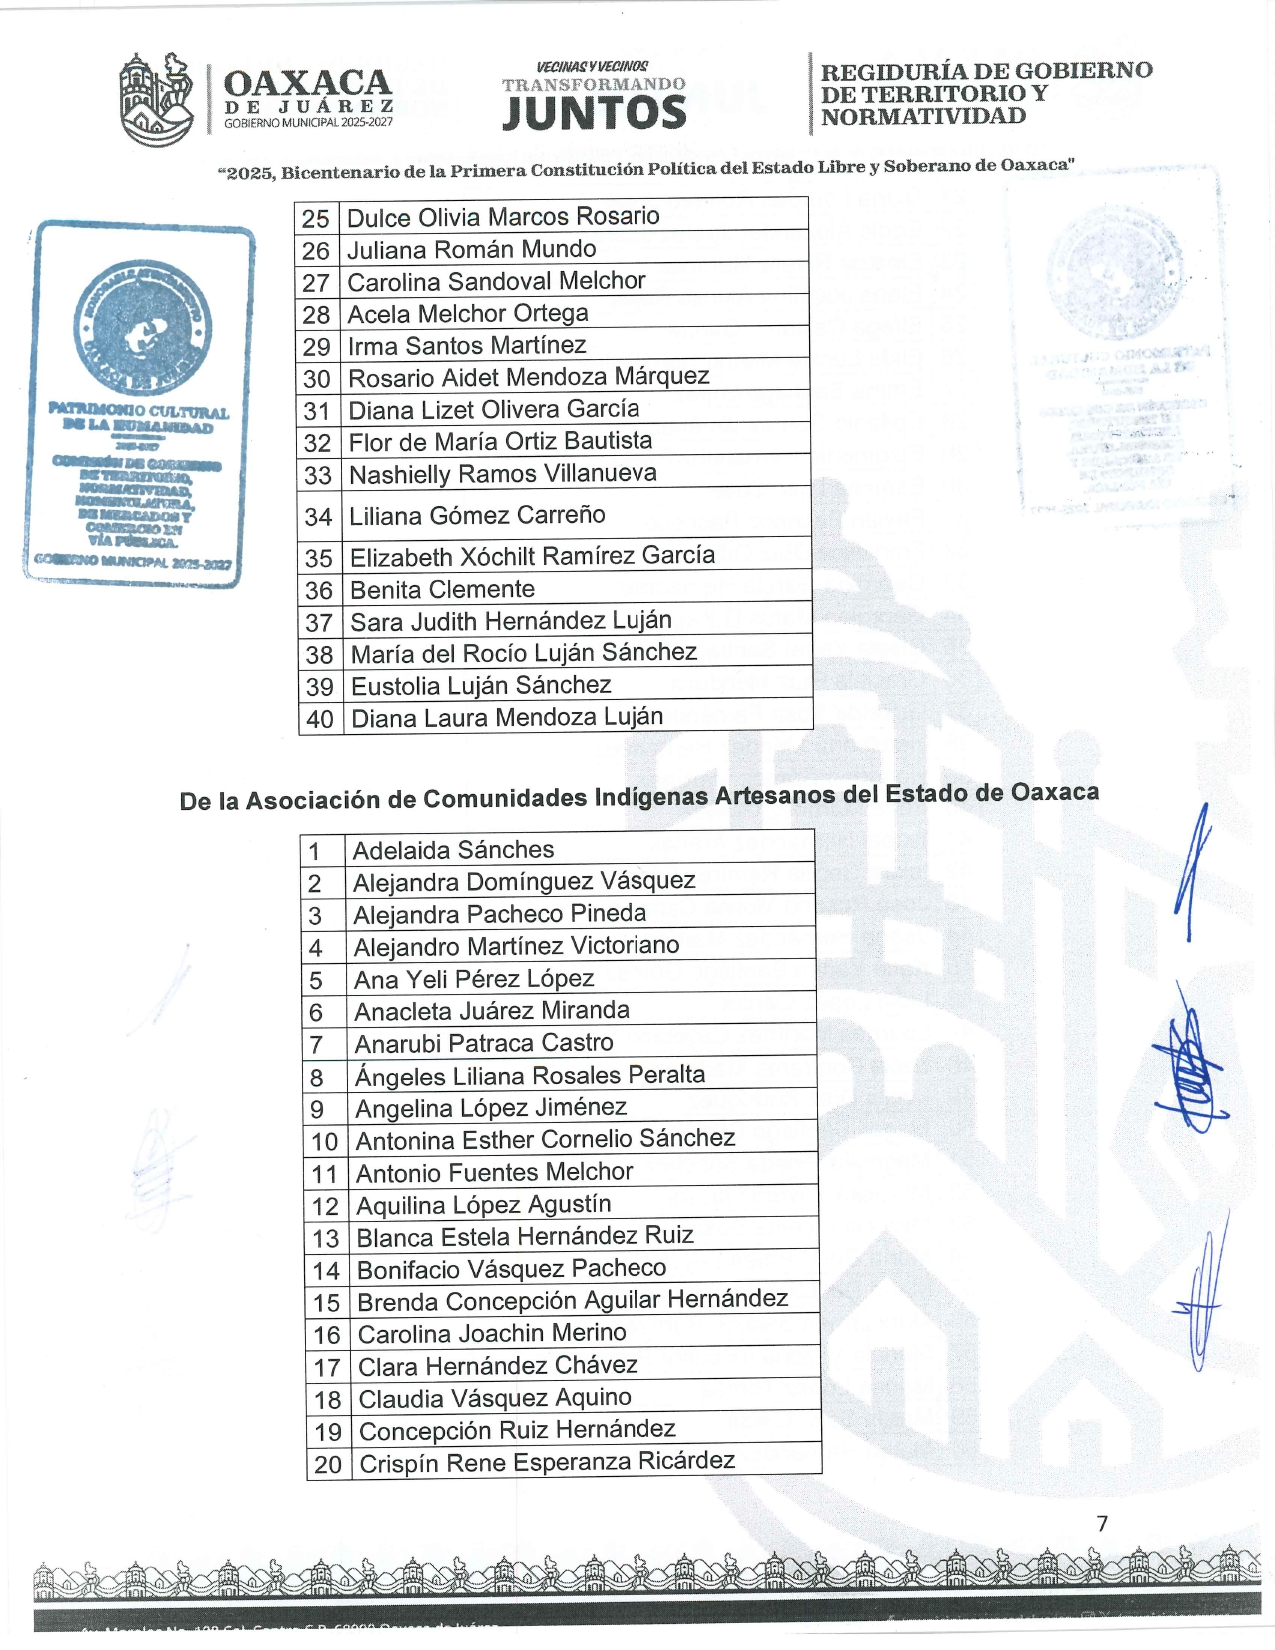 OAXACA
DE JUÁREZ
GOBIERNO MUNICIPAL 2025-2027
VECINAS Y VECINOS
TRANSFORMANDO
JUNTOS
REGIDURÍA DE GOBIERNO
DE TERRITORIO Y
NORMATIVIDAD
“2025, Bicentenario de la Primera Constitución Política del Estado Libre y Soberano de Oaxaca"
PATRIMONIO CULTURAL
DE LA HUMANIDAD
2025-2027
COMISIÓN DE GOBIERNO
DE TERRITORIO,
NORMATIVIDAD,
NOMENCLATURA,
DE MERCADOS Y
COMERCIO EN
VÍA PÚBLICA.
GOBIERNO MUNICIPAL 2025-2027
25 Dulce Olivia Marcos Rosario
26 Juliana Román Mundo
27 Carolina Sandoval Melchor
28 Acela Melchor Ortega
29 Irma Santos Martínez
30 Rosario Aidet Mendoza Márquez
31 Diana Lizet Olivera García
32 Flor de María Ortiz Bautista
33 Nashielly Ramos Villanueva
34 Liliana Gómez Carreño
35 Elizabeth Xóchilt Ramírez García
36 Benita Clemente
37 Sara Judith Hernández Luján
38 María del Rocío Luján Sánchez
39 Eustolia Luján Sánchez
40 Diana Laura Mendoza Luján
De la Asociación de Comunidades Indígenas Artesanos del Estado de Oaxaca
1 Adelaida Sánches
2 Alejandra Domínguez Vásquez
3 Alejandra Pacheco Pineda
4 Alejandro Martínez Victoriano
5 Ana Yeli Pérez López
6 Anacleta Juárez Miranda
7 Anarubi Patraca Castro
8 Ángeles Liliana Rosales Peralta
9 Angelina López Jiménez
10 Antonina Esther Cornelio Sánchez
11 Antonio Fuentes Melchor
12 Aquilina López Agustín
13 Blanca Estela Hernández Ruiz
14 Bonifacio Vásquez Pacheco
15 Brenda Concepción Aguilar Hernández
16 Carolina Joachin Merino
17 Clara Hernández Chávez
18 Claudia Vásquez Aquino
19 Concepción Ruiz Hernández
20 Crispín Rene Esperanza Ricárdez
7